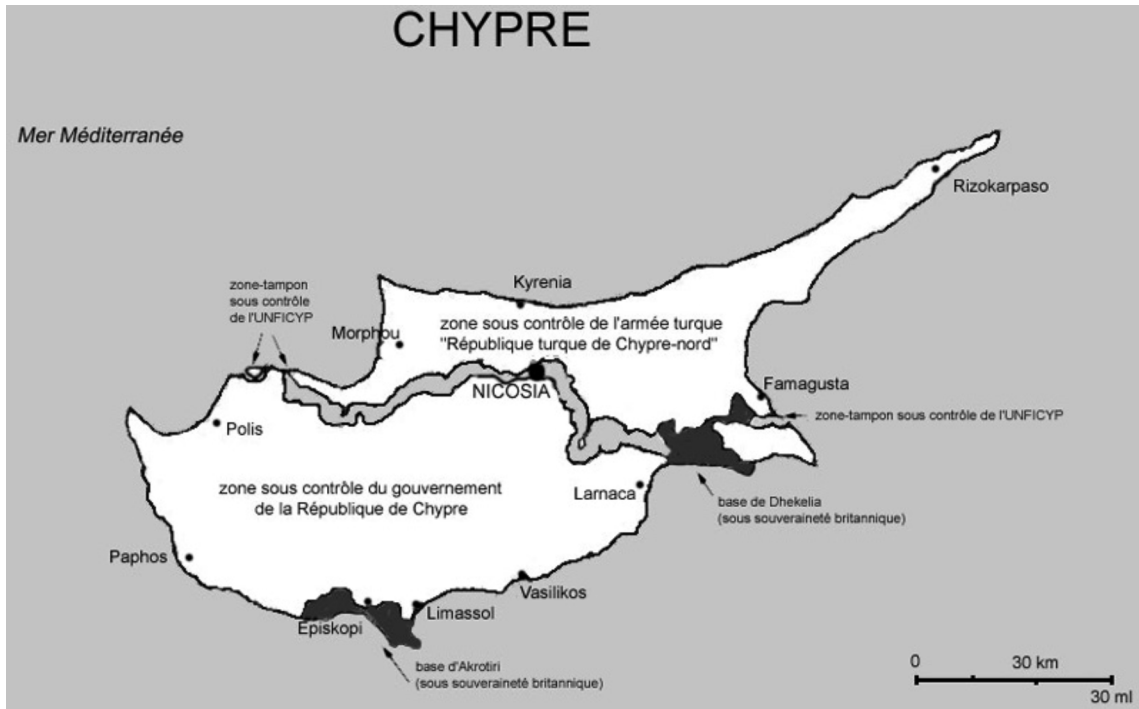 CHYPRE
Mer Méditerranée
Rizokarpaso
zone-tampon
sous contrôle
de l'UNFICYP
Kyrenia
Morphou
zone sous contrôle de l'armée turque
"République turque de Chypre-nord"
NICOSIA
Famagusta
zone-tampon sous contrôle de l'UNFICYP
Polis
zone sous contrôle du gouvernement
de la République de Chypre
Larnaca
base de Dhekelia
(sous souveraineté britannique)
Paphos
Vasilikos
Limassol
Episkopi
base d'Akrotiri
(sous souveraineté britannique)
0 30 km
30 ml